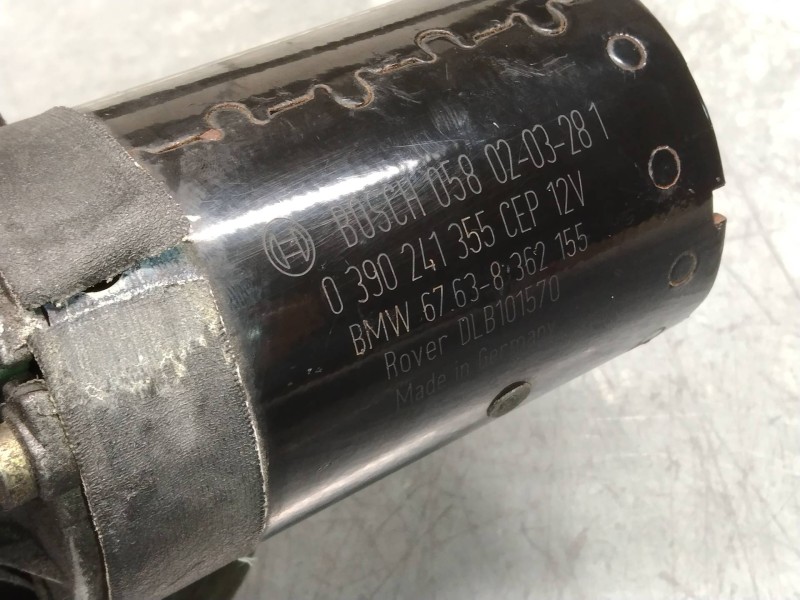 BOSCH 058 02-03-28 1
0 390 241 355 CEP 12V
BMW 67.63-8 362 155
Rover DLB101570
Made in Germany